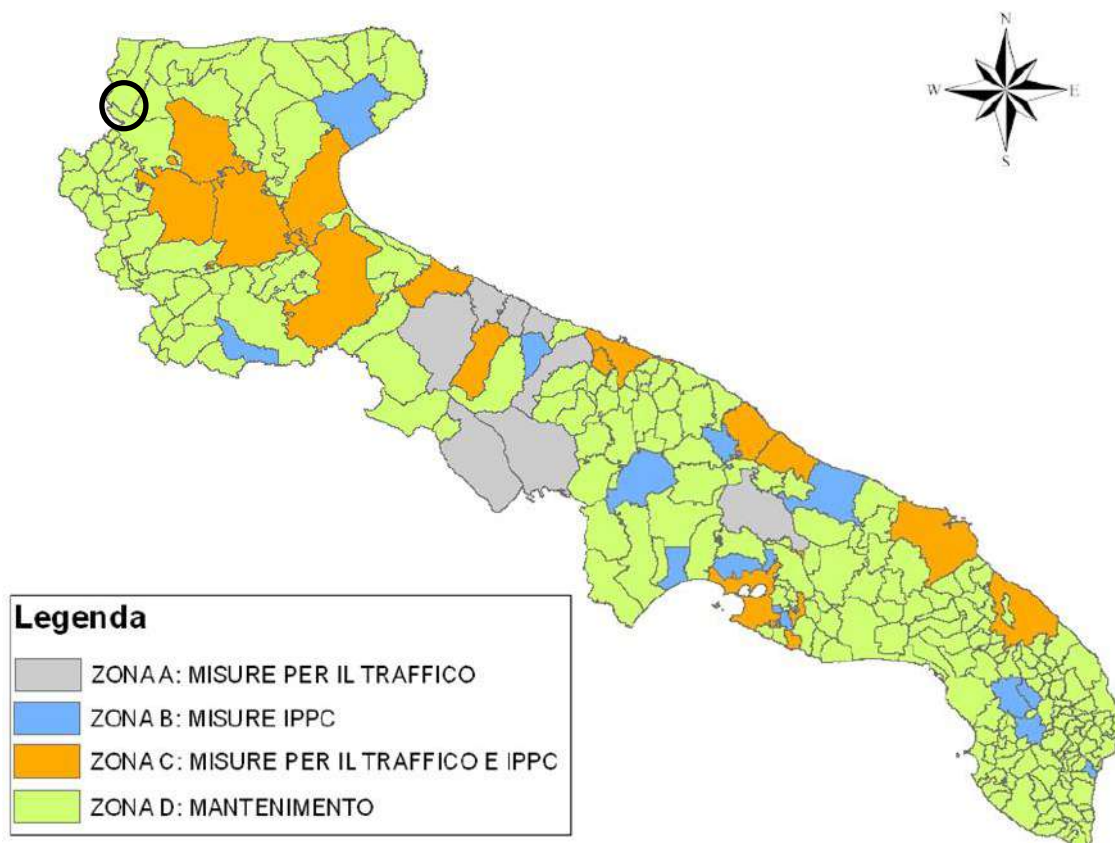 N
W E
S
Legenda
ZONA A: MISURE PER IL TRAFFICO
ZONA B: MISURE IPPC
ZONA C: MISURE PER IL TRAFFICO E IPPC
ZONA D: MANTENIMENTO